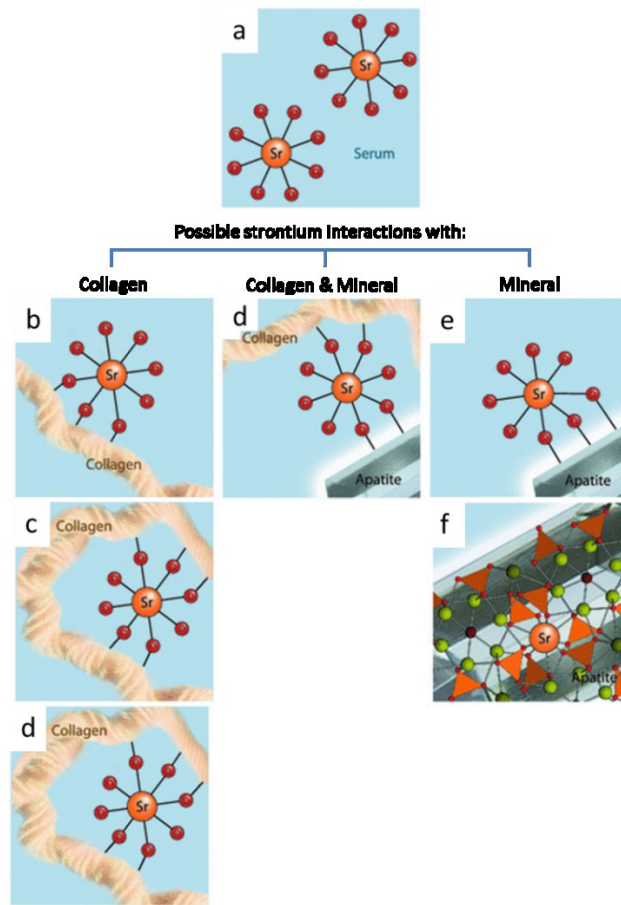 a
Sr
Sr
Serum
Possible strontium interactions with:
Collagen
Collagen & Mineral
Mineral
b
Sr
Collagen
d
Collagen
Sr
Apatite
e
Sr
Apatite
c
Collagen
Sr
f
Sr
Apatite
d
Collagen
Sr